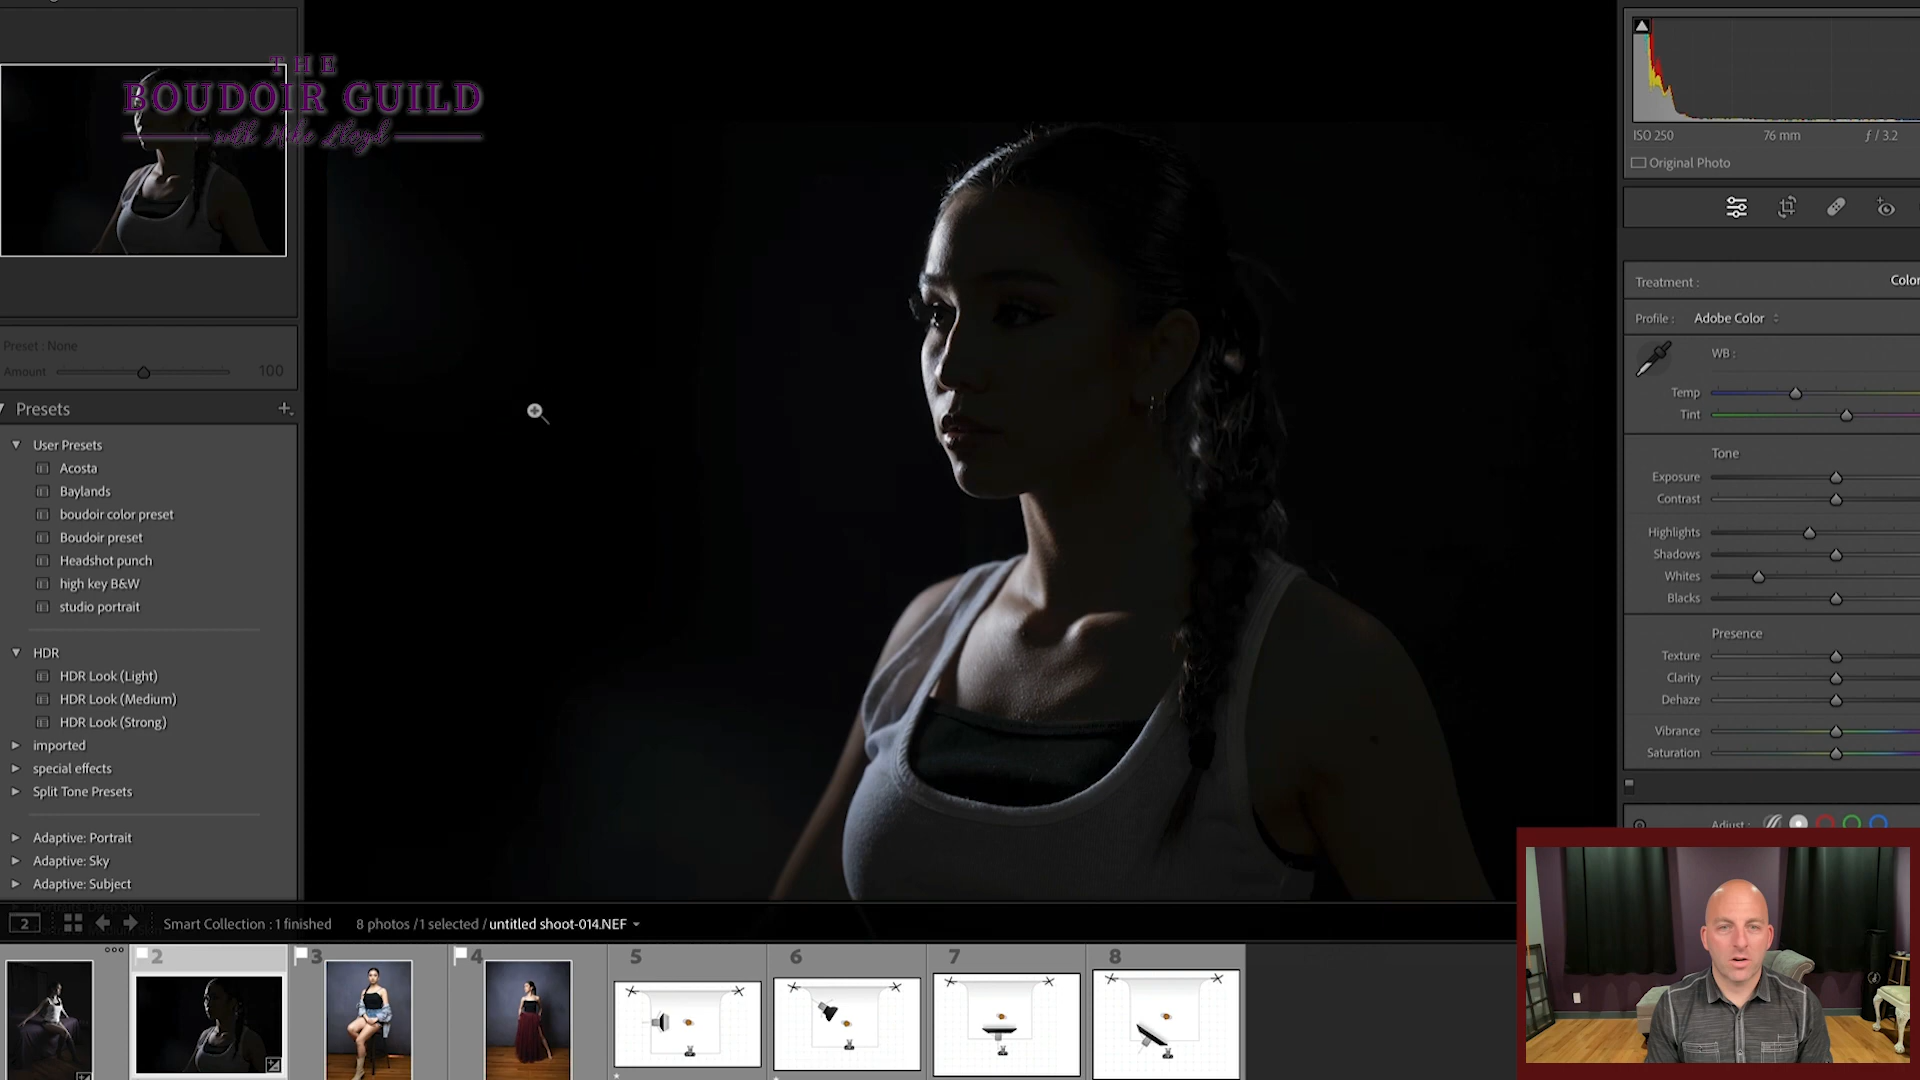 THE
BOUDOIR GUILD
with Mike Lloyd
Preset : None
Amount 100
Presets
User Presets
Acosta
Baylands
boudoir color preset
Boudoir preset
Headshot punch
high key B&W
studio portrait
HDR
HDR Look (Light)
HDR Look (Medium)
HDR Look (Strong)
imported
special effects
Split Tone Presets
Adaptive: Portrait
Adaptive: Sky
Adaptive: Subject
ISO 250 76 mm ƒ / 3.2
Original Photo
Treatment : Color
Profile : Adobe Color
WB :
Temp
Tint
Tone
Exposure
Contrast
Highlights
Shadows
Whites
Blacks
Presence
Texture
Clarity
Dehaze
Vibrance
Saturation
Adjust :
2 Smart Collection : 1 finished 8 photos / 1 selected / untitled shoot-014.NEF
2 3 4 5 6 7 8